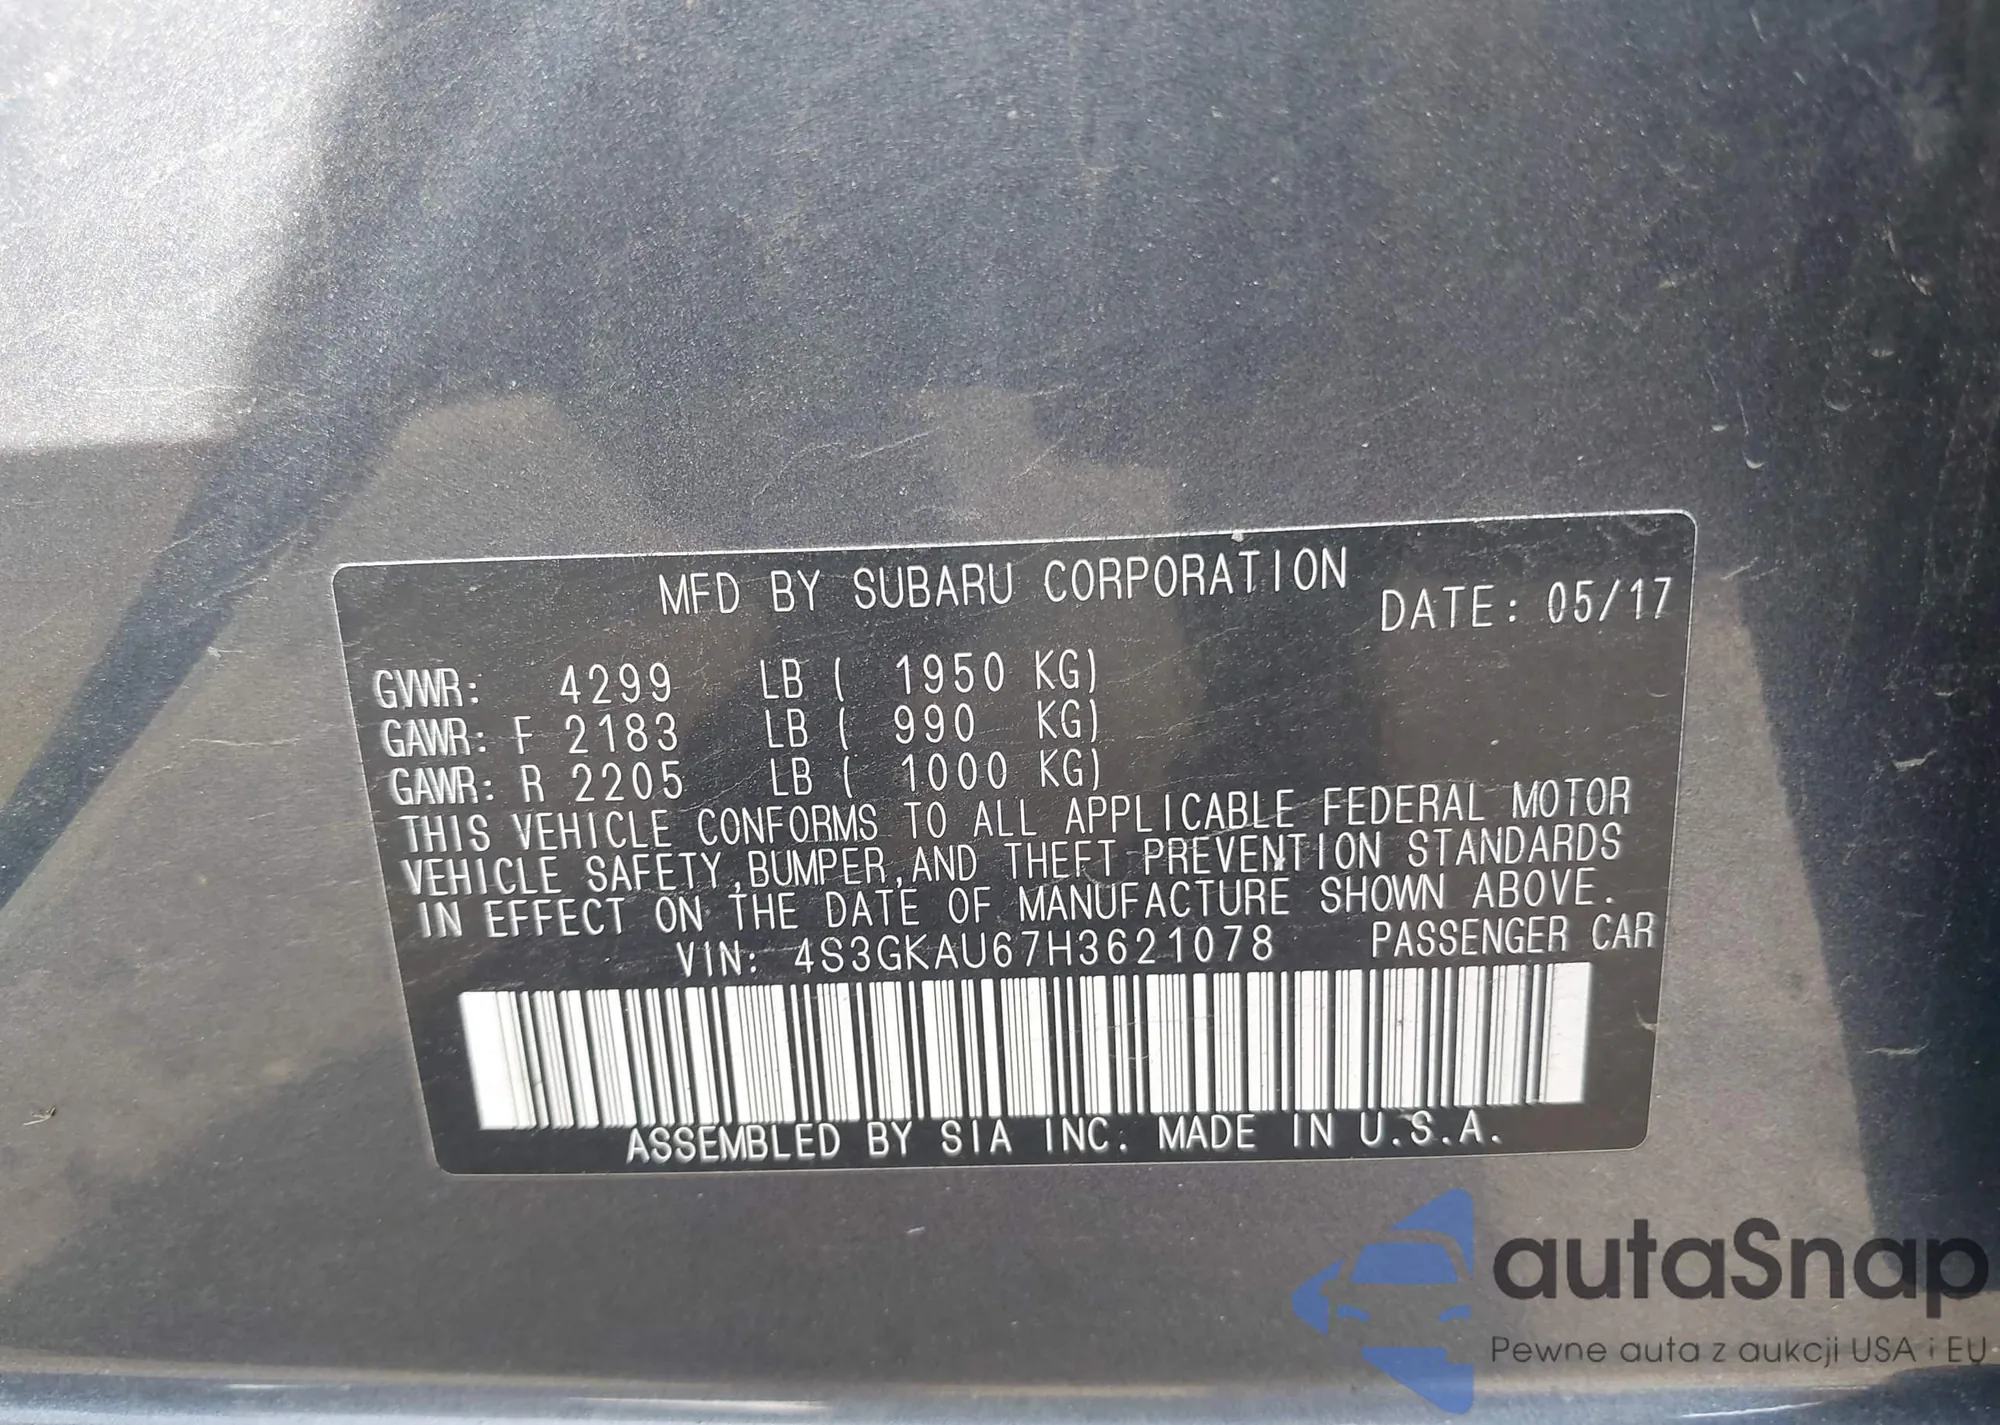 MFD BY SUBARU CORPORATION
DATE: 05/17
GVWR: 4299 LB ( 1950 KG)
GAWR: F 2183 LB ( 990 KG)
GAWR: R 2205 LB ( 1000 KG)
THIS VEHICLE CONFORMS TO ALL APPLICABLE FEDERAL MOTOR
VEHICLE SAFETY,BUMPER,AND THEFT PREVENTION STANDARDS
IN EFFECT ON THE DATE OF MANUFACTURE SHOWN ABOVE.
VIN: 4S3GKAU67H3621078 PASSENGER CAR
ASSEMBLED BY SIA INC. MADE IN U.S.A.
autaSnap
Pewne auta z aukcji USA i EU